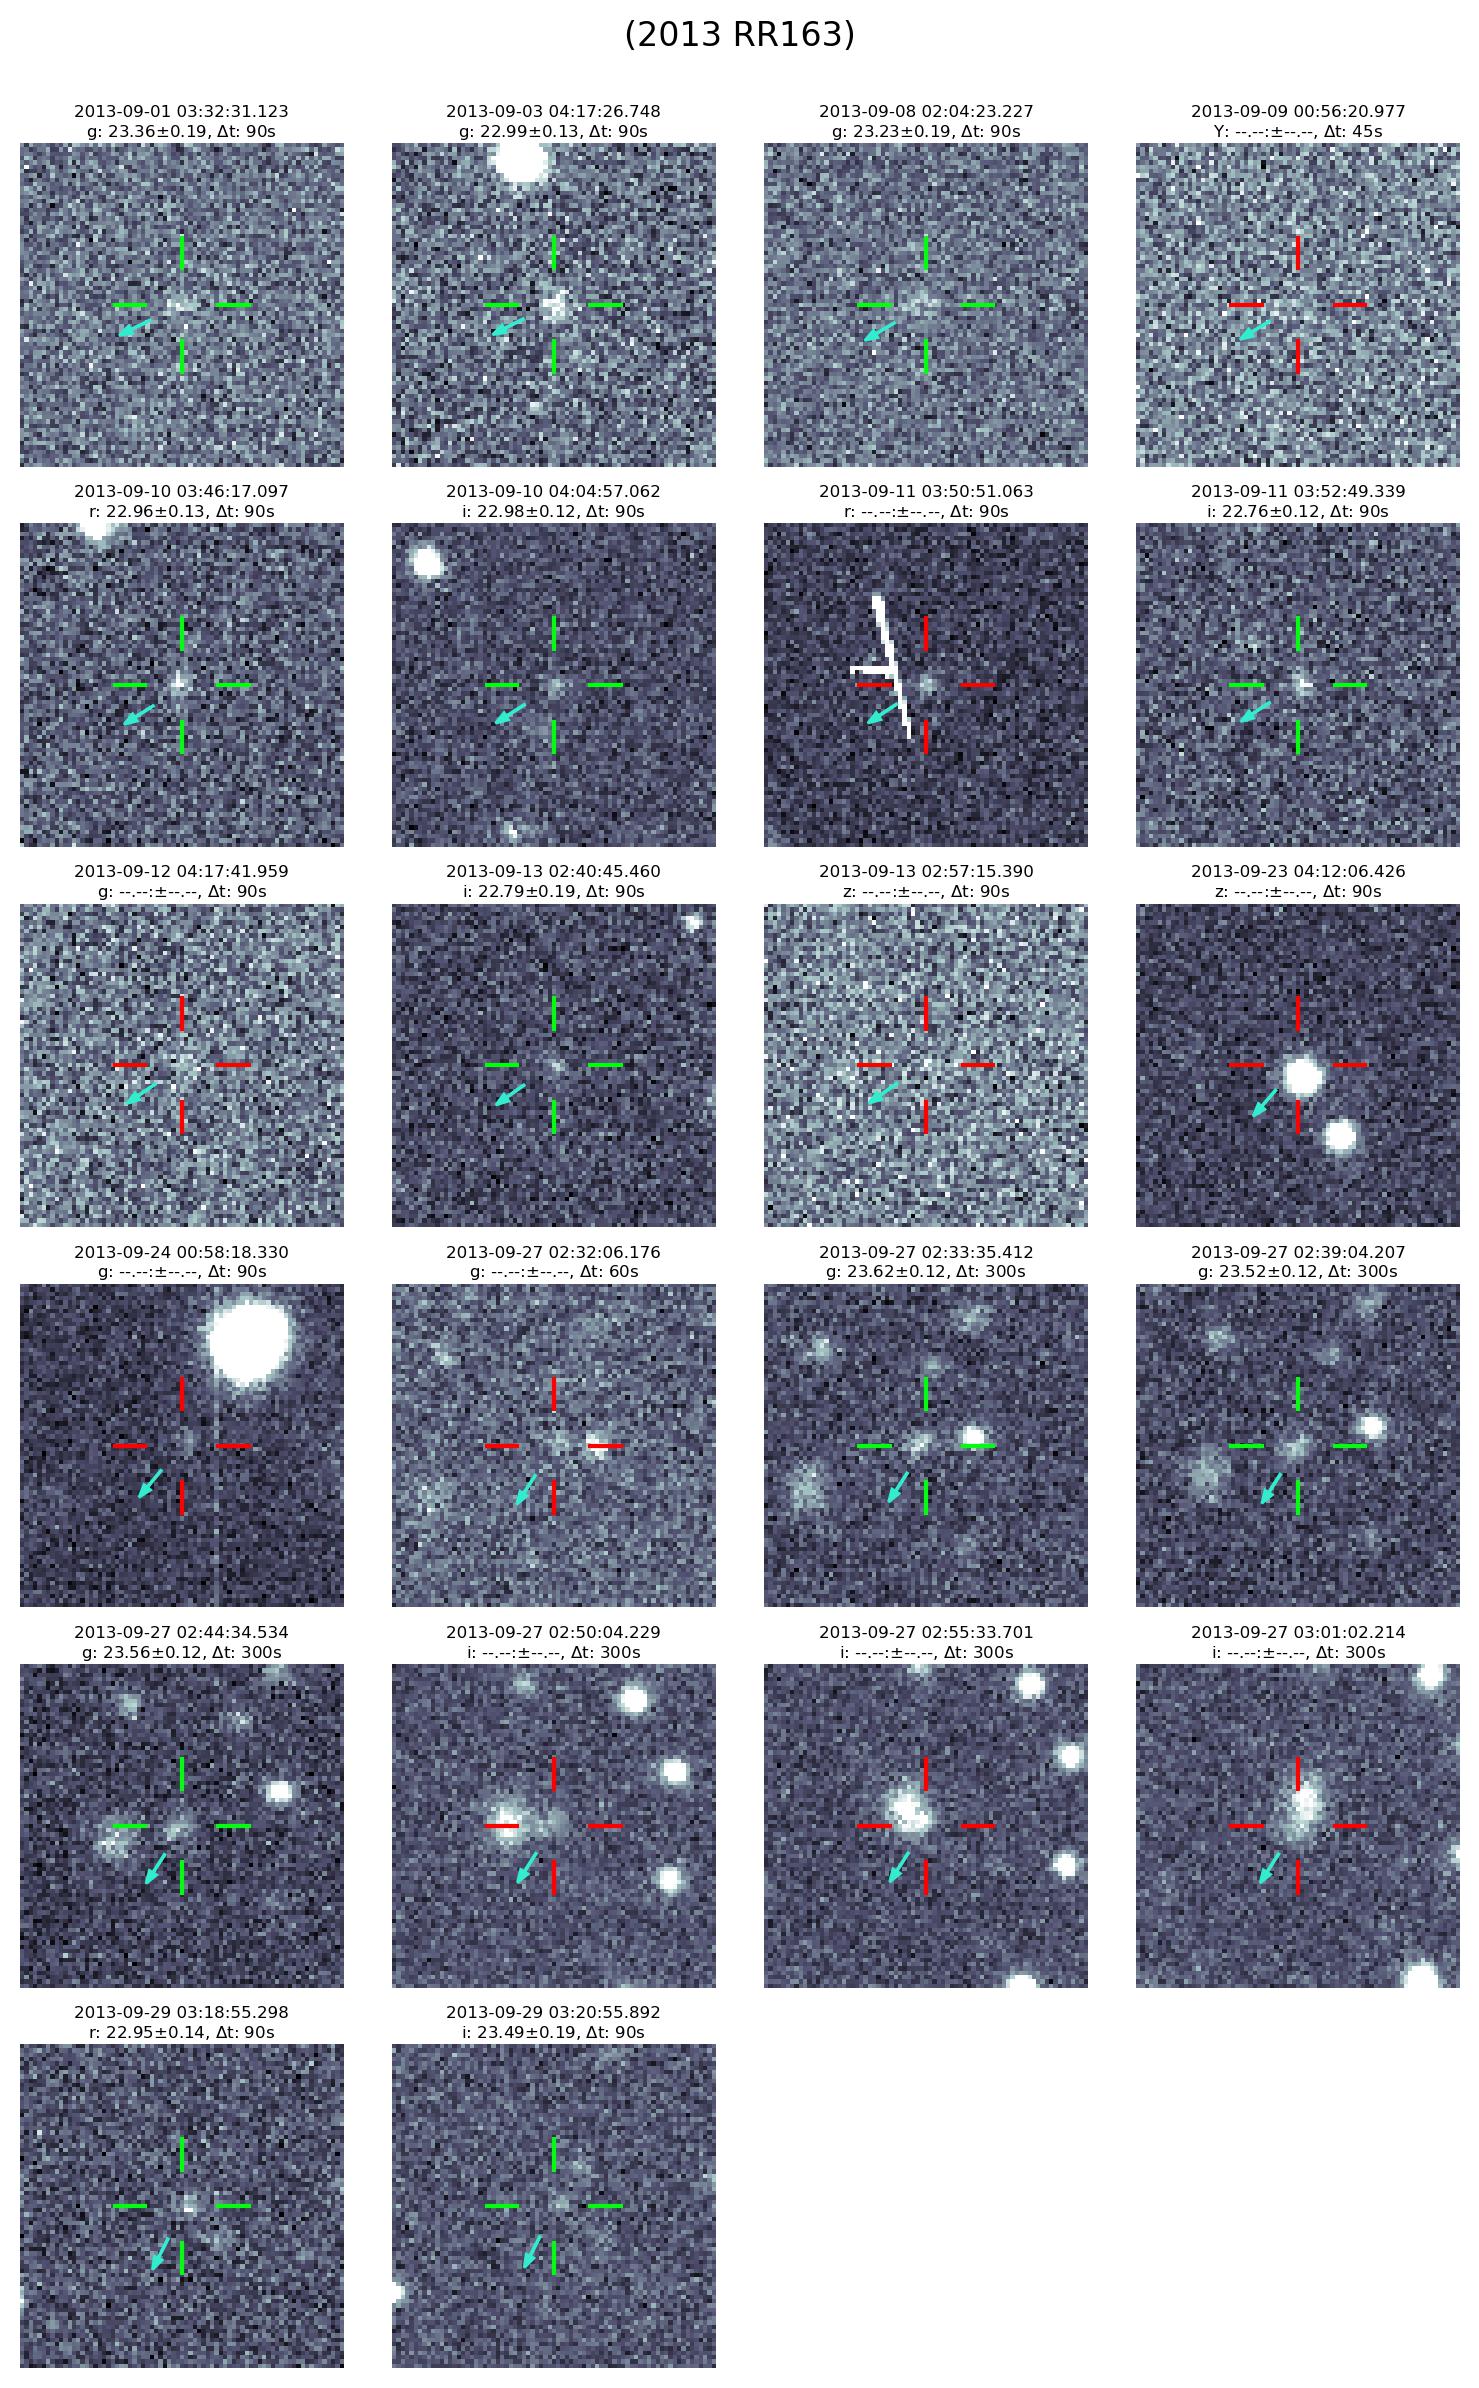 (2013 RR163)
2013-09-01 03:32:31.123
g: 23.36±0.19, Δt: 90s
2013-09-03 04:17:26.748
g: 22.99±0.13, Δt: 90s
2013-09-08 02:04:23.227
g: 23.23±0.19, Δt: 90s
2013-09-09 00:56:20.977
Y: --.--:±--.--, Δt: 45s
2013-09-10 03:46:17.097
r: 22.96±0.13, Δt: 90s
2013-09-10 04:04:57.062
i: 22.98±0.12, Δt: 90s
2013-09-11 03:50:51.063
r: --.--:±--.--, Δt: 90s
2013-09-11 03:52:49.339
i: 22.76±0.12, Δt: 90s
2013-09-12 04:17:41.959
g: --.--:±--.--, Δt: 90s
2013-09-13 02:40:45.460
i: 22.79±0.19, Δt: 90s
2013-09-13 02:57:15.390
z: --.--:±--.--, Δt: 90s
2013-09-23 04:12:06.426
z: --.--:±--.--, Δt: 90s
2013-09-24 00:58:18.330
g: --.--:±--.--, Δt: 90s
2013-09-27 02:32:06.176
g: --.--:±--.--, Δt: 60s
2013-09-27 02:33:35.412
g: 23.62±0.12, Δt: 300s
2013-09-27 02:39:04.207
g: 23.52±0.12, Δt: 300s
2013-09-27 02:44:34.534
g: 23.56±0.12, Δt: 300s
2013-09-27 02:50:04.229
i: --.--:±--.--, Δt: 300s
2013-09-27 02:55:33.701
i: --.--:±--.--, Δt: 300s
2013-09-27 03:01:02.214
i: --.--:±--.--, Δt: 300s
2013-09-29 03:18:55.298
r: 22.95±0.14, Δt: 90s
2013-09-29 03:20:55.892
i: 23.49±0.19, Δt: 90s